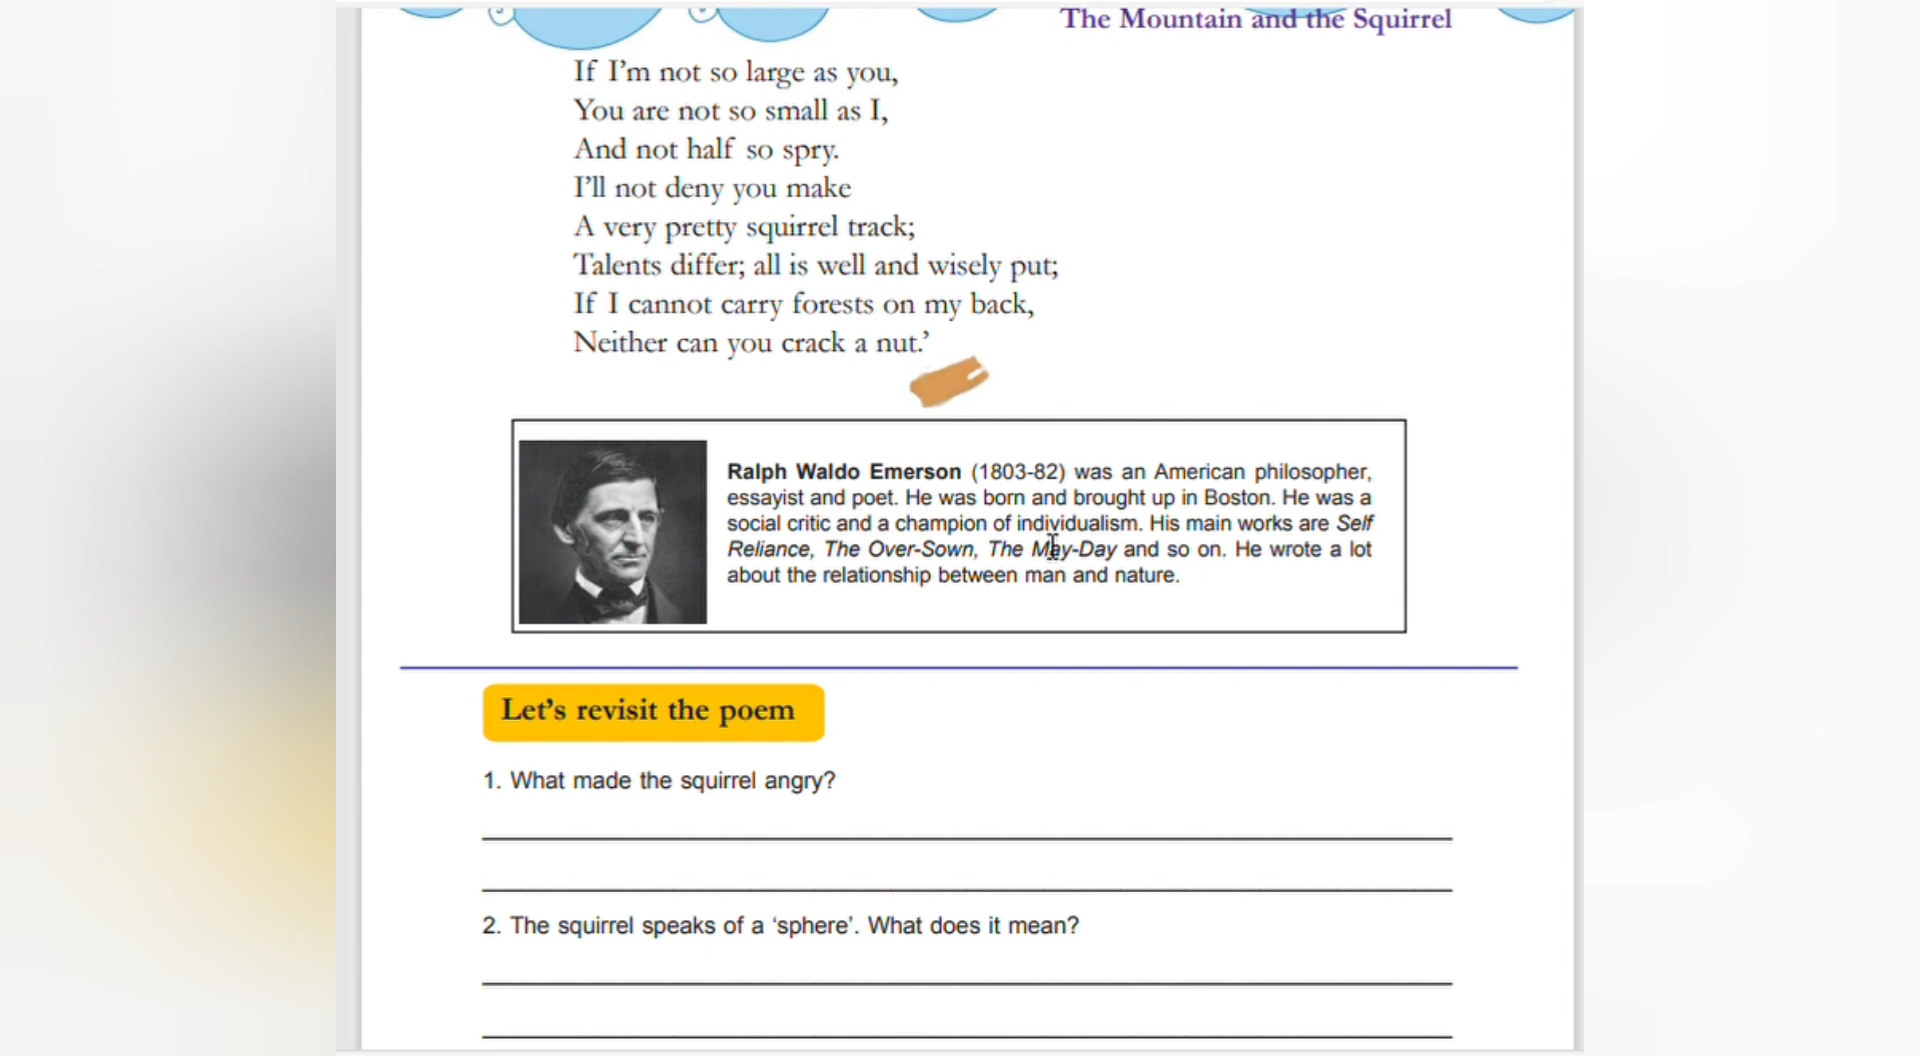 The Mountain and the Squirrel
If I’m not so large as you,
You are not so small as I,
And not half so spry.
I’ll not deny you make
A very pretty squirrel track;
Talents differ; all is well and wisely put;
If I cannot carry forests on my back,
Neither can you crack a nut.’
Ralph Waldo Emerson (1803-82) was an American philosopher,
essayist and poet. He was born and brought up in Boston. He was a
social critic and a champion of individualism. His main works are Self
Reliance, The Over-Sown, The May-Day and so on. He wrote a lot
about the relationship between man and nature.
Let’s revisit the poem
1. What made the squirrel angry?
2. The squirrel speaks of a ‘sphere’. What does it mean?